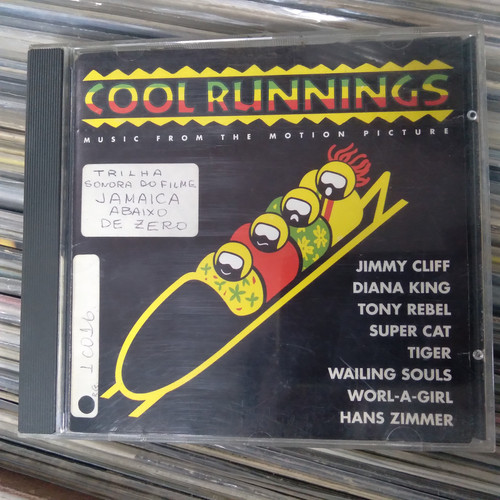 COOL RUNNINGS
MUSIC FROM THE MOTION PICTURE
TRILHA
SONORA DO FILME
JAMAICA
ABAIXO
DE ZERO
JIMMY CLIFF
DIANA KING
TONY REBEL
SUPER CAT
TIGER
WAILING SOULS
WORL-A-GIRL
HANS ZIMMER
10016